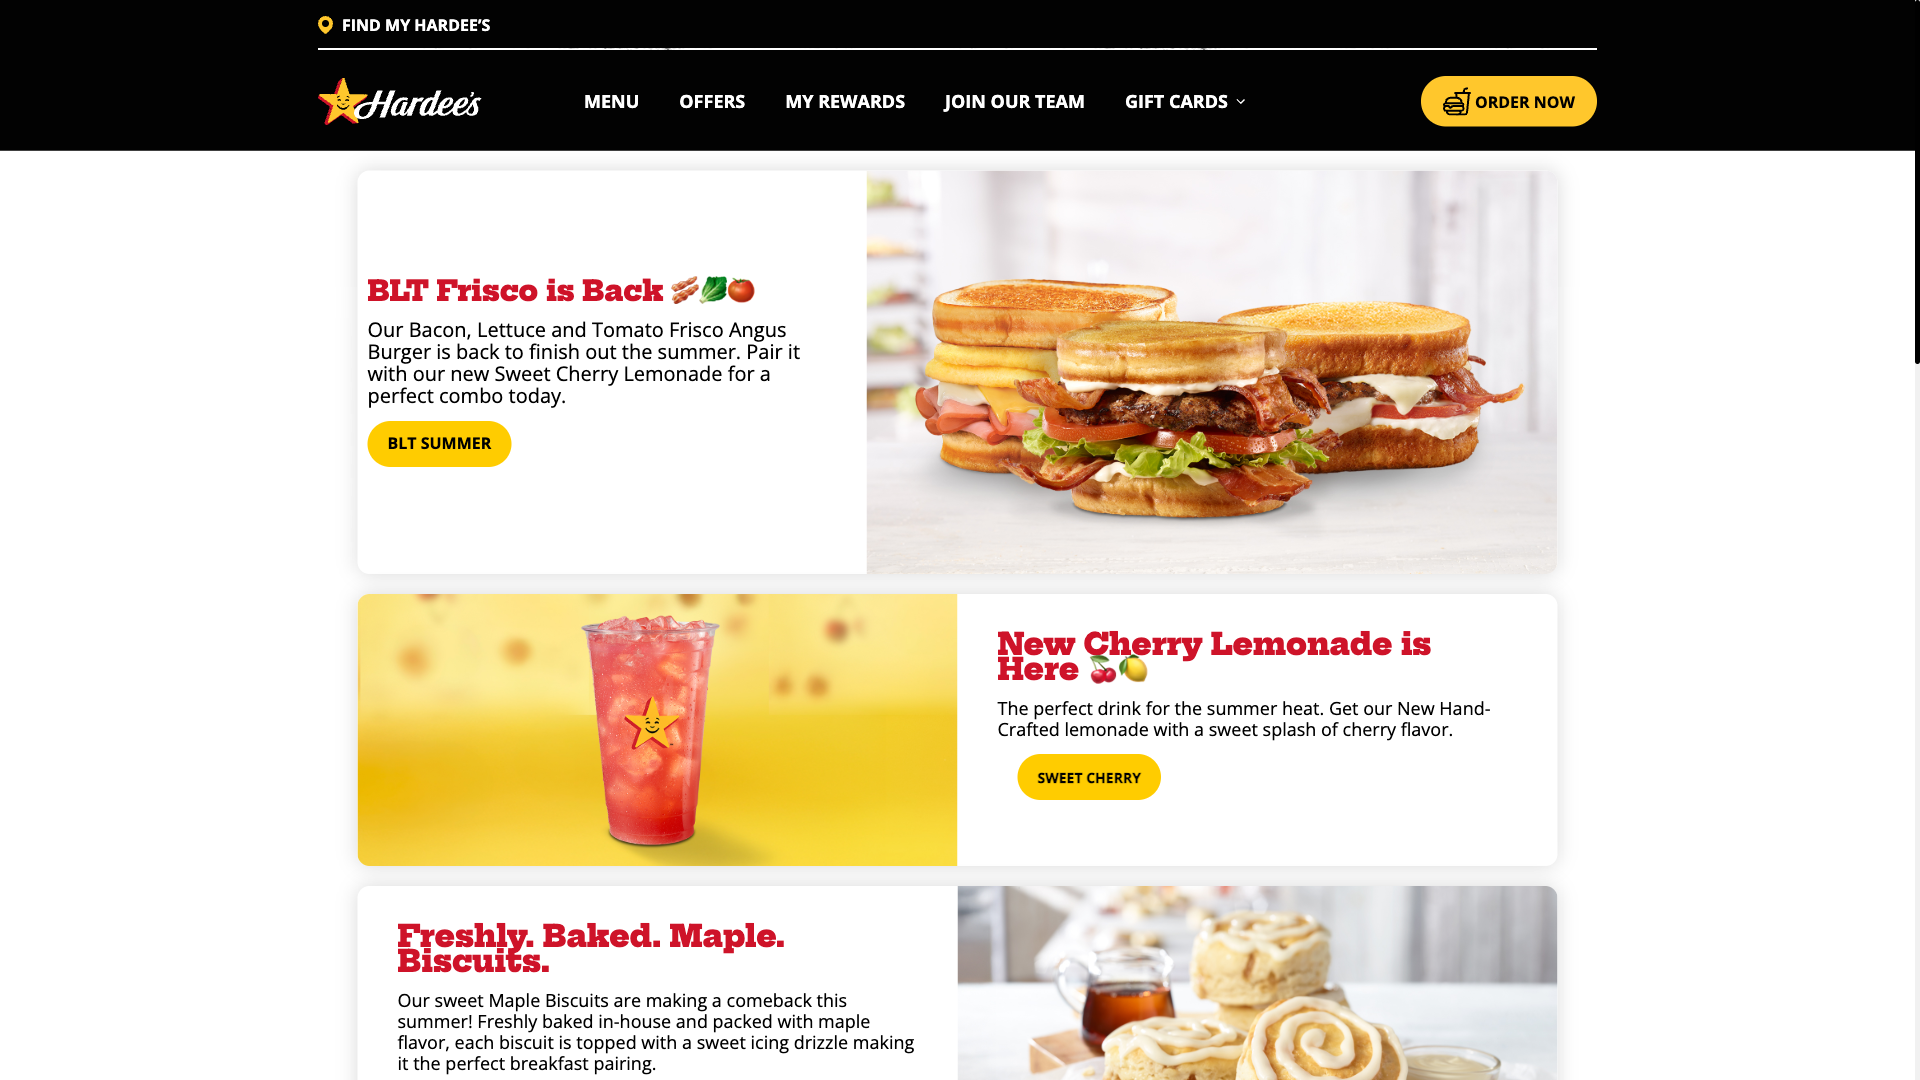 FIND MY HARDEE'S
Hardee's
MENU
OFFERS
MY REWARDS
JOIN OUR TEAM
GIFT CARDS
ORDER NOW
BLT Frisco is Back 🥓🥬🍅
Our Bacon, Lettuce and Tomato Frisco Angus
Burger is back to finish out the summer. Pair it
with our new Sweet Cherry Lemonade for a
perfect combo today.
BLT SUMMER
New Cherry Lemonade is
Here 🍒🍋
The perfect drink for the summer heat. Get our New Hand-
Crafted lemonade with a sweet splash of cherry flavor.
SWEET CHERRY
Freshly. Baked. Maple.
Biscuits.
Our sweet Maple Biscuits are making a comeback this
summer! Freshly baked in-house and packed with maple
flavor, each biscuit is topped with a sweet icing drizzle making
it the perfect breakfast pairing.